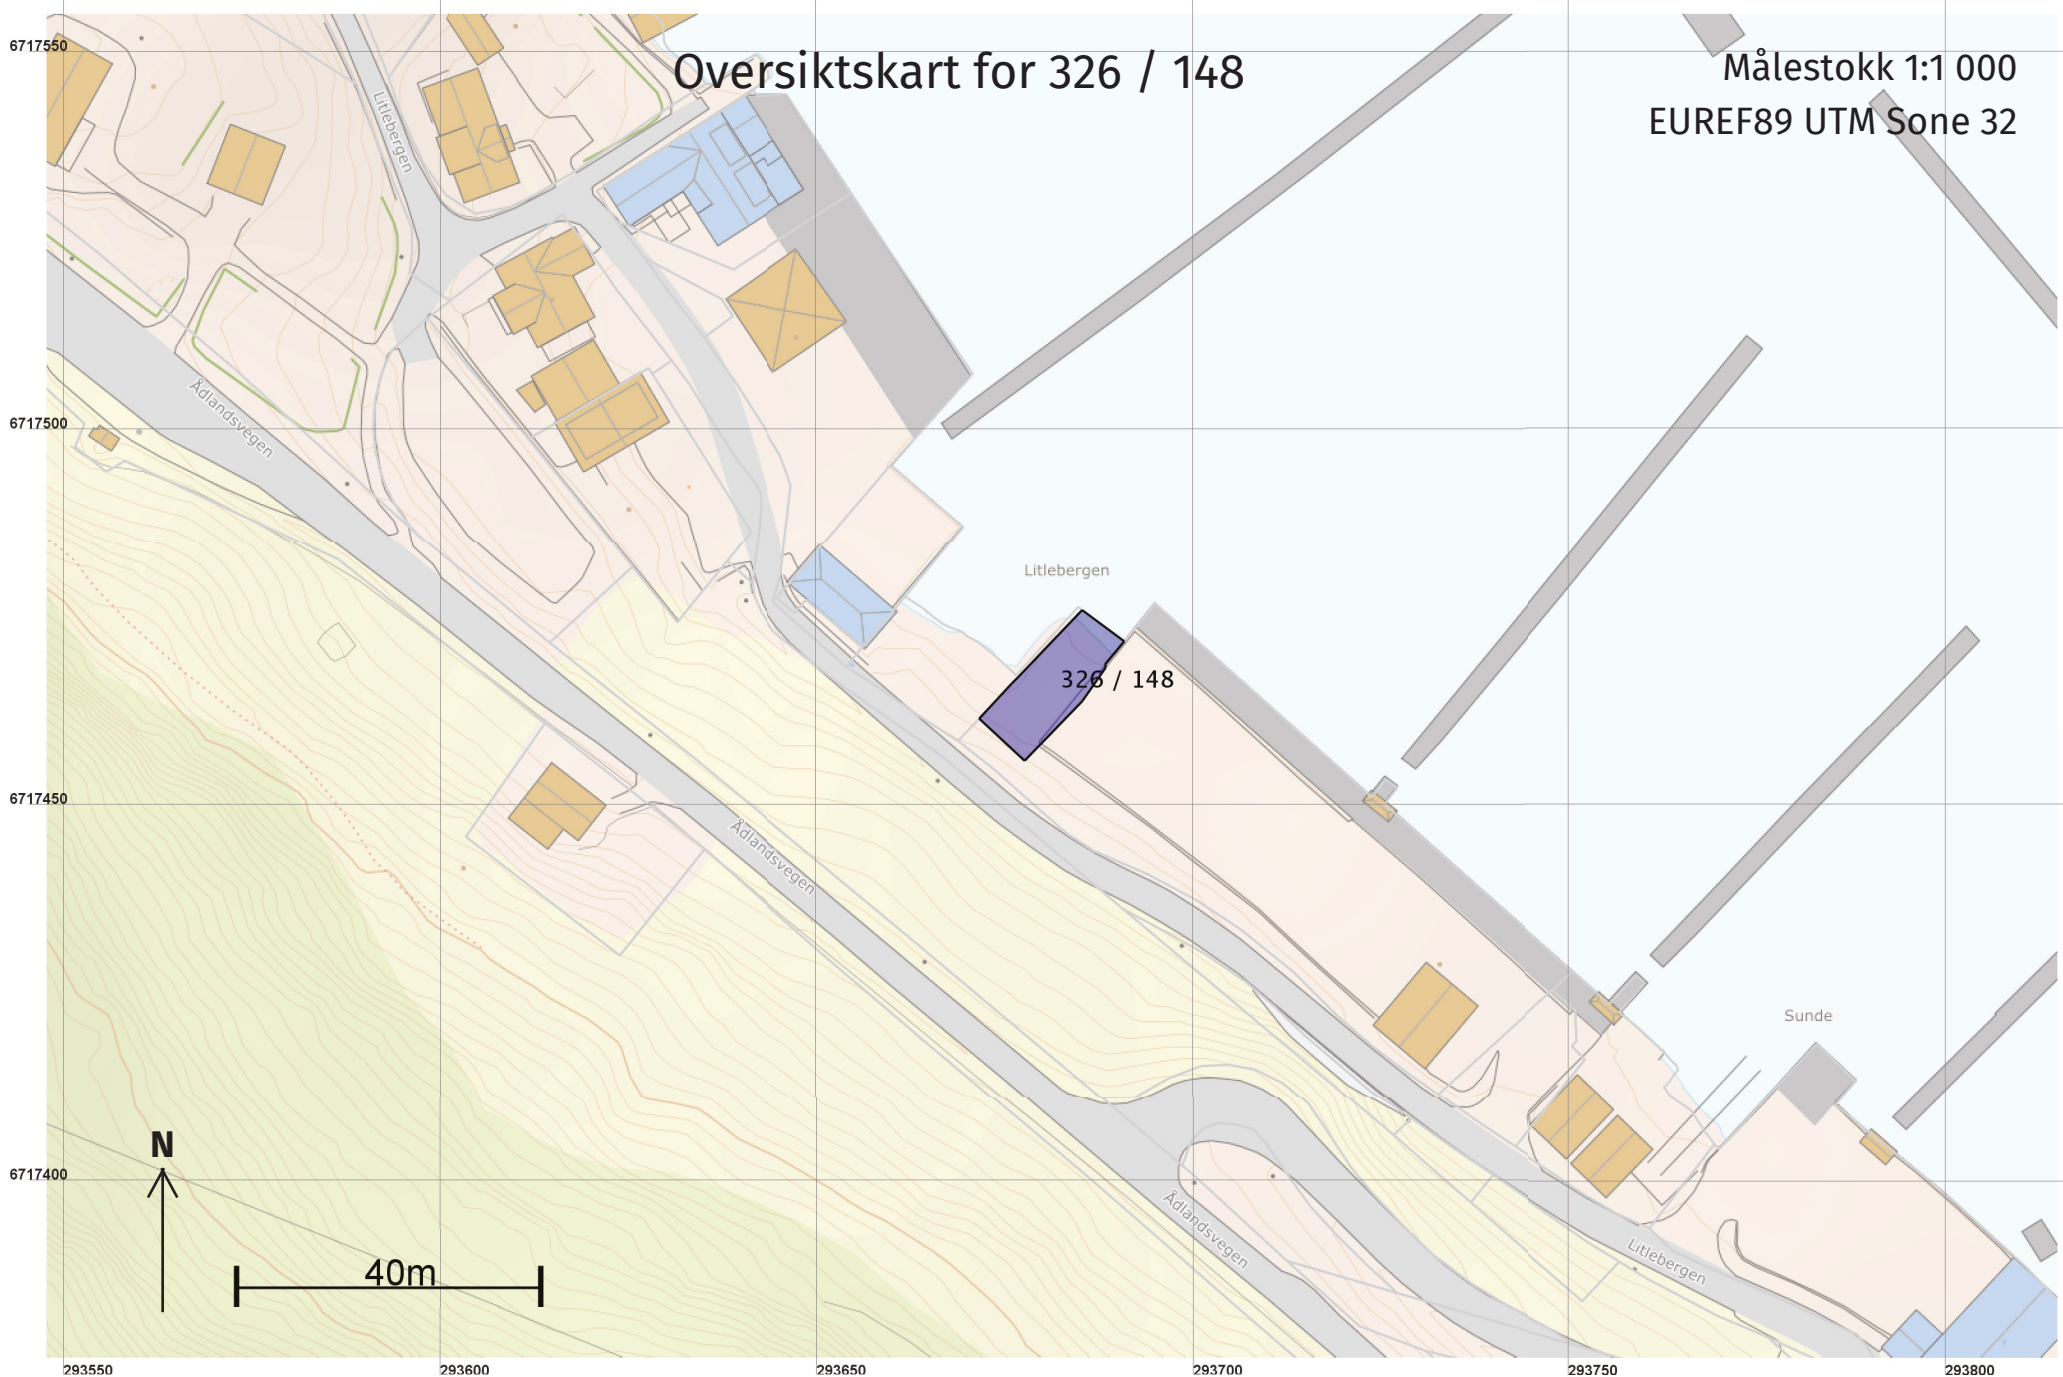 6717550
Oversiktskart for 326 / 148
Målestokk 1:1 000
EUREF89 UTM Sone 32
Litlebergen
Ådlandsvegen
6717500
Litlebergen
326 / 148
6717450
Ådlandsvegen
Sunde
N
6717400
Ådlandsvegen
Litlebergen
40m
293550
293600
293650
293700
293750
293800